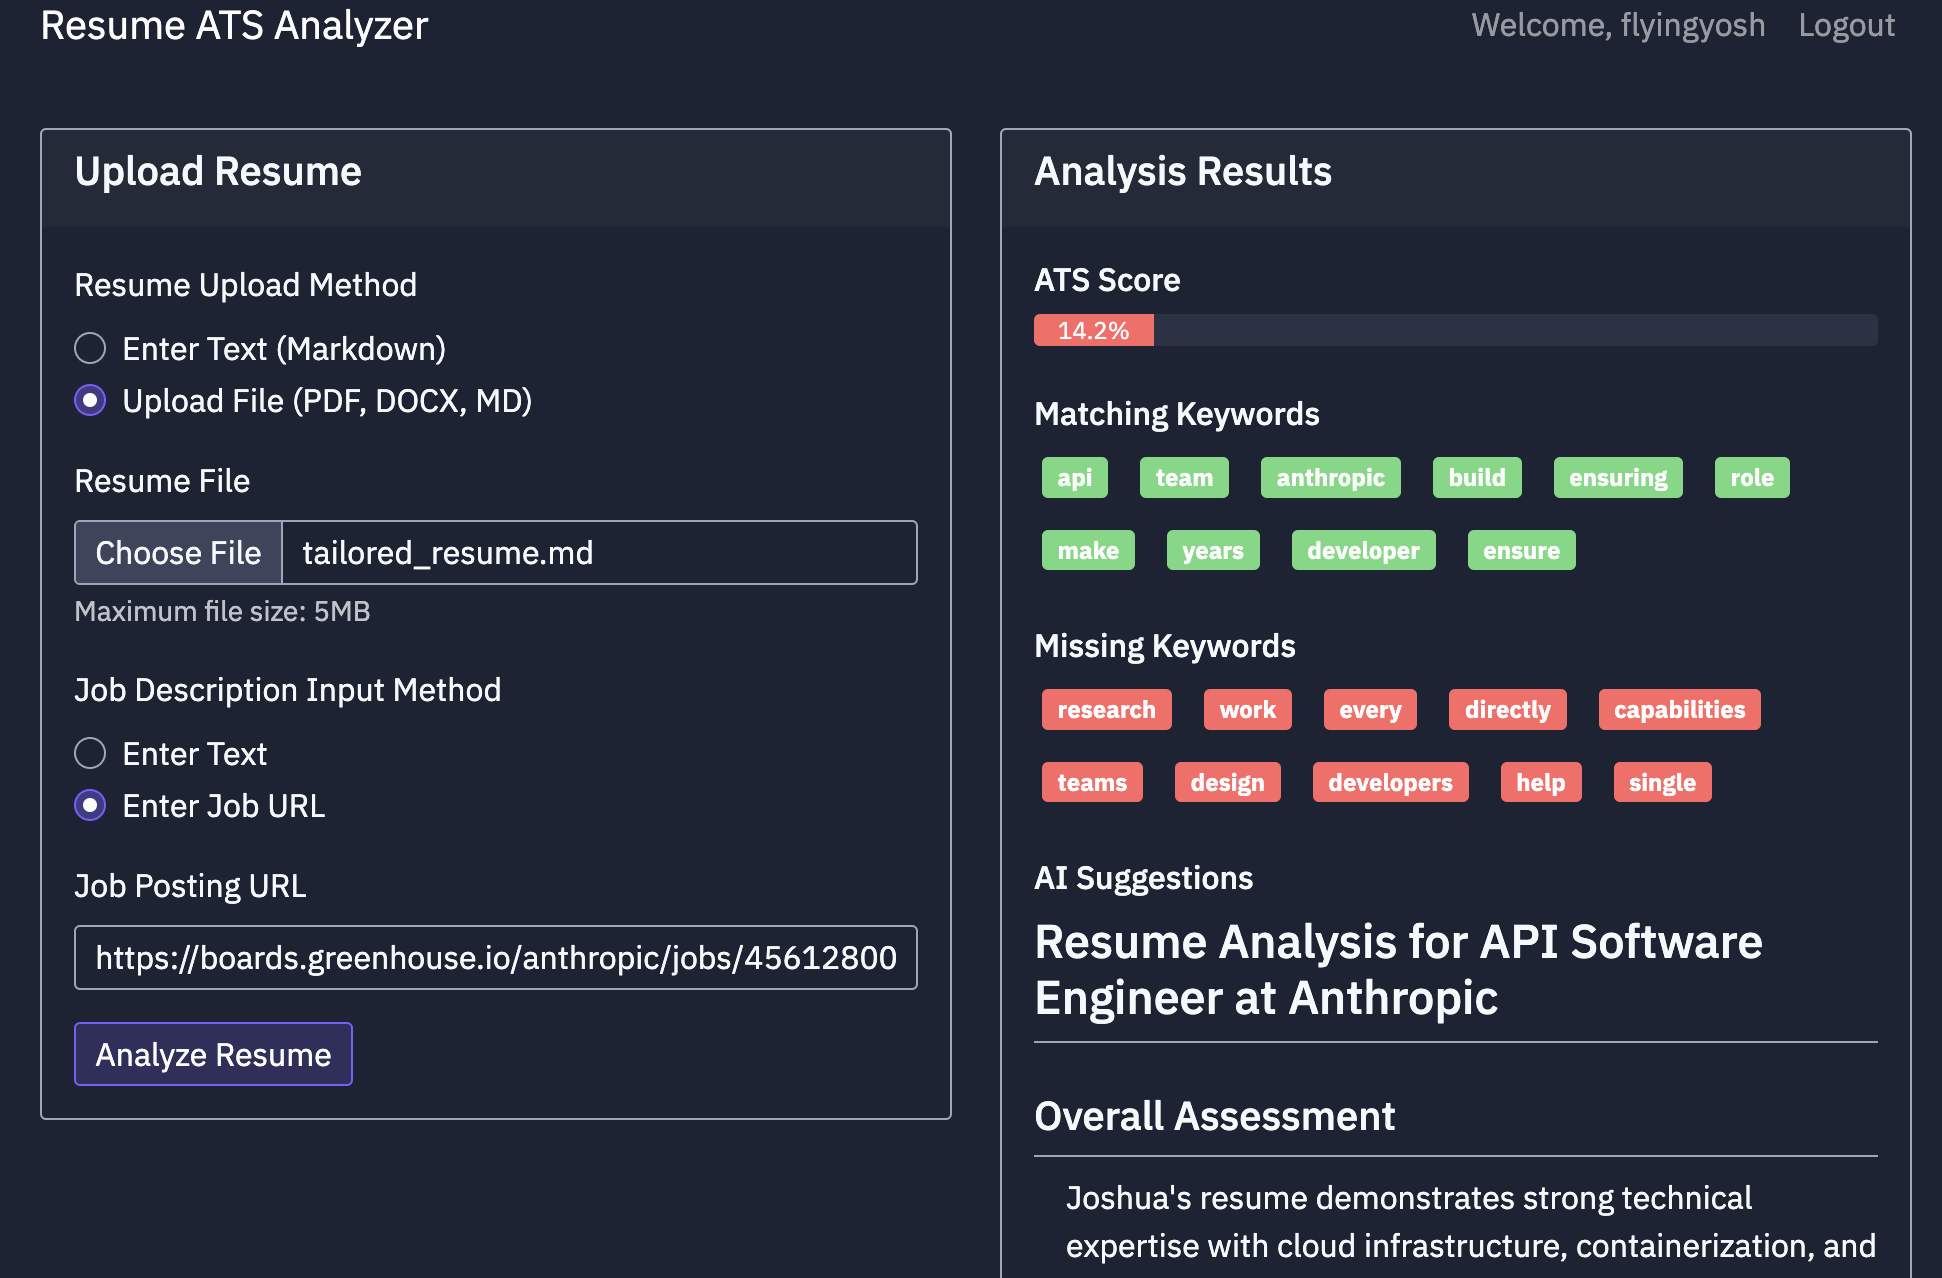 Resume ATS Analyzer
Welcome, flyingyosh Logout
Upload Resume
Resume Upload Method
Enter Text (Markdown)
Upload File (PDF, DOCX, MD)
Resume File
Choose File tailored_resume.md
Maximum file size: 5MB
Job Description Input Method
Enter Text
Enter Job URL
Job Posting URL
https://boards.greenhouse.io/anthropic/jobs/45612800
Analyze Resume
Analysis Results
ATS Score
14.2%
Matching Keywords
api team anthropic build ensuring role
make years developer ensure
Missing Keywords
research work every directly capabilities
teams design developers help single
AI Suggestions
Resume Analysis for API Software
Engineer at Anthropic
Overall Assessment
Joshua's resume demonstrates strong technical
expertise with cloud infrastructure, containerization, and